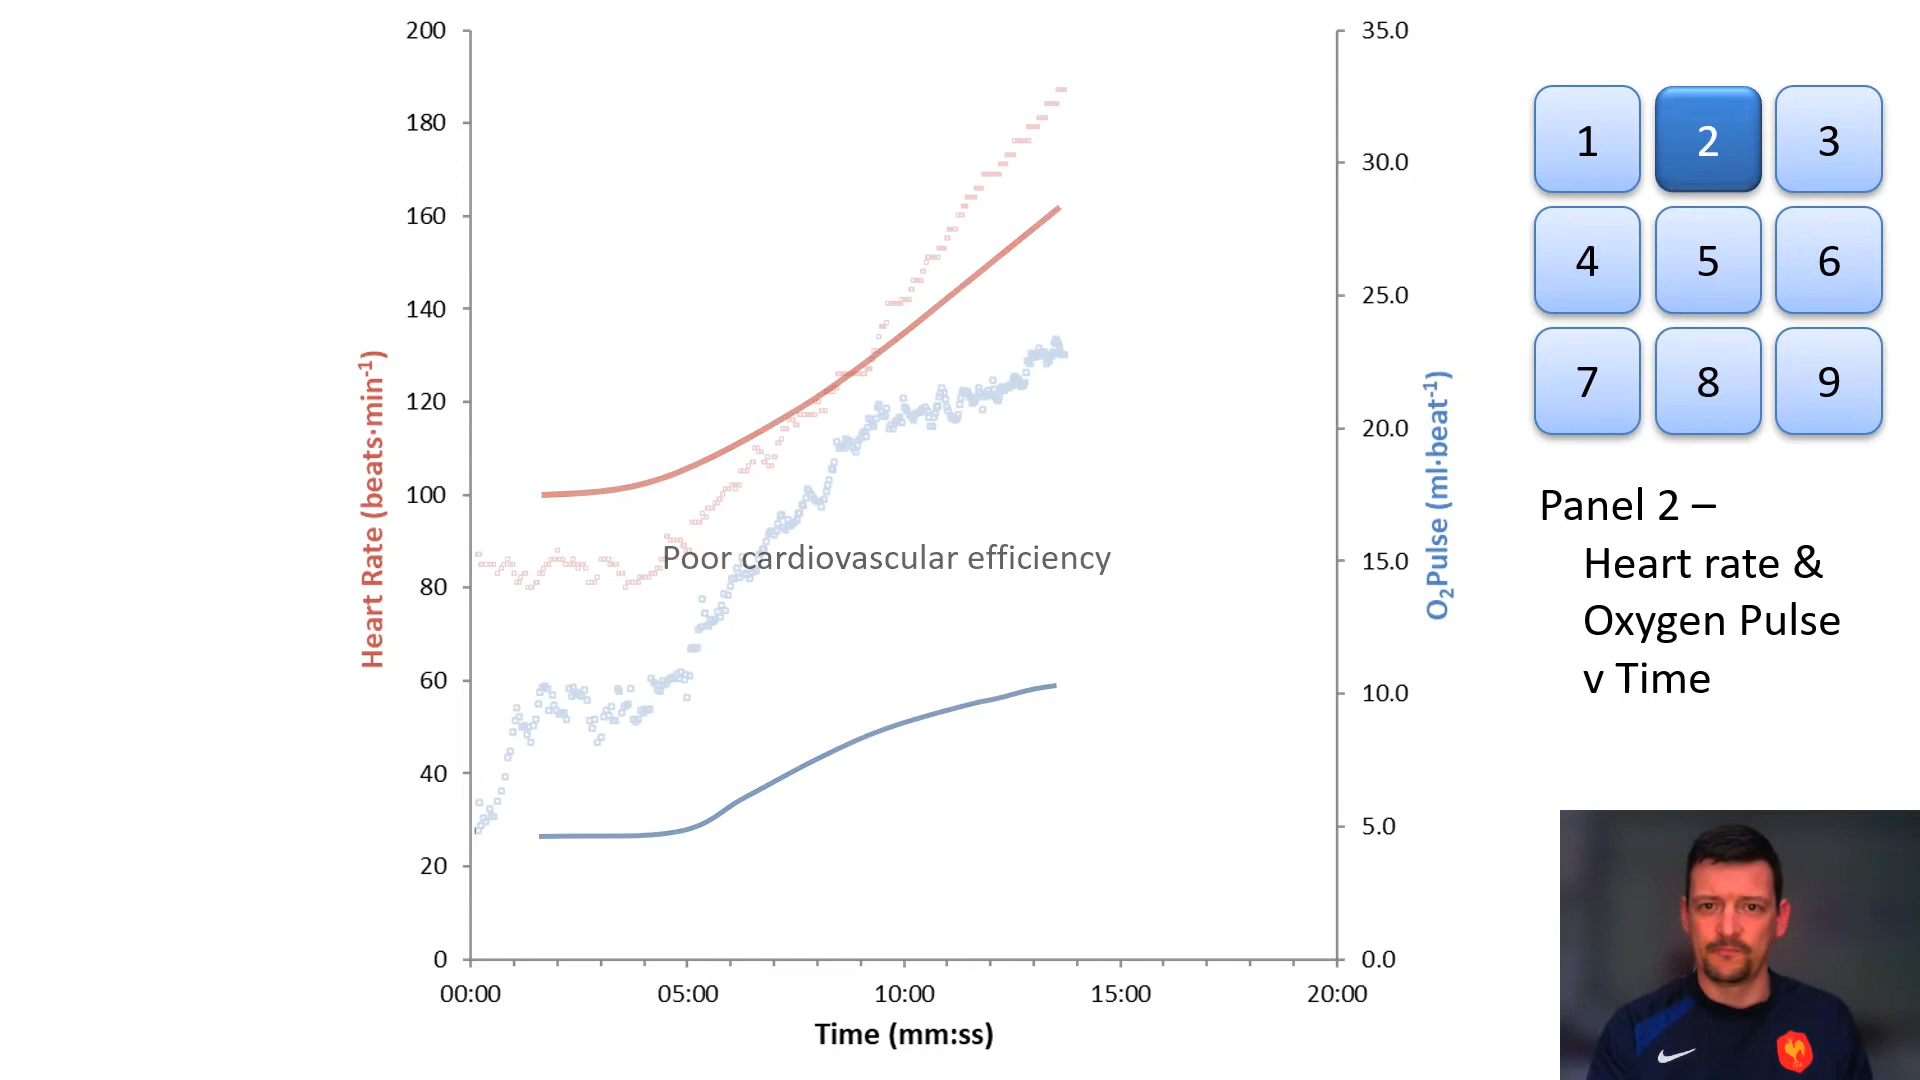 200
180
160
140
120
100
80
60
40
20
0
Heart Rate (beats·min⁻¹)
35.0
30.0
25.0
20.0
15.0
10.0
5.0
0.0
O₂Pulse (ml·beat⁻¹)
Poor cardiovascular efficiency
00:00 05:00 10:00 15:00 20:00
Time (mm:ss)
1 2 3
4 5 6
7 8 9
Panel 2 –
Heart rate &
Oxygen Pulse
v Time